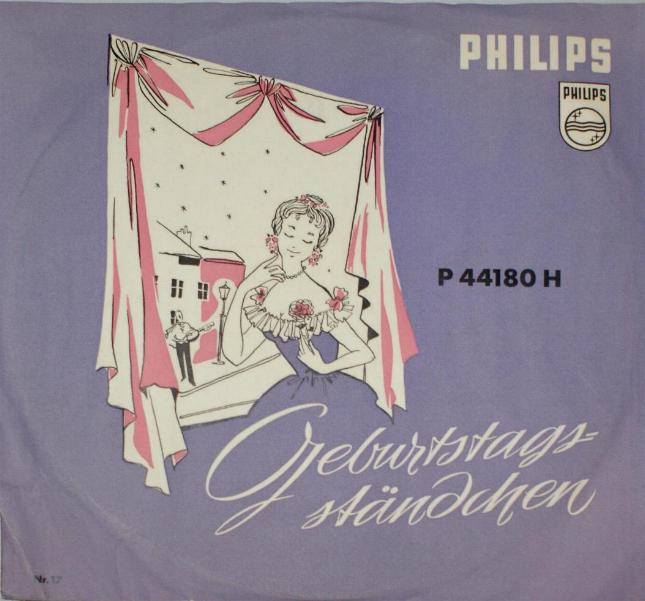 PHILIPS
PHILIPS
P 44180 H
Geburtstags=
ständchen
Nr. 17